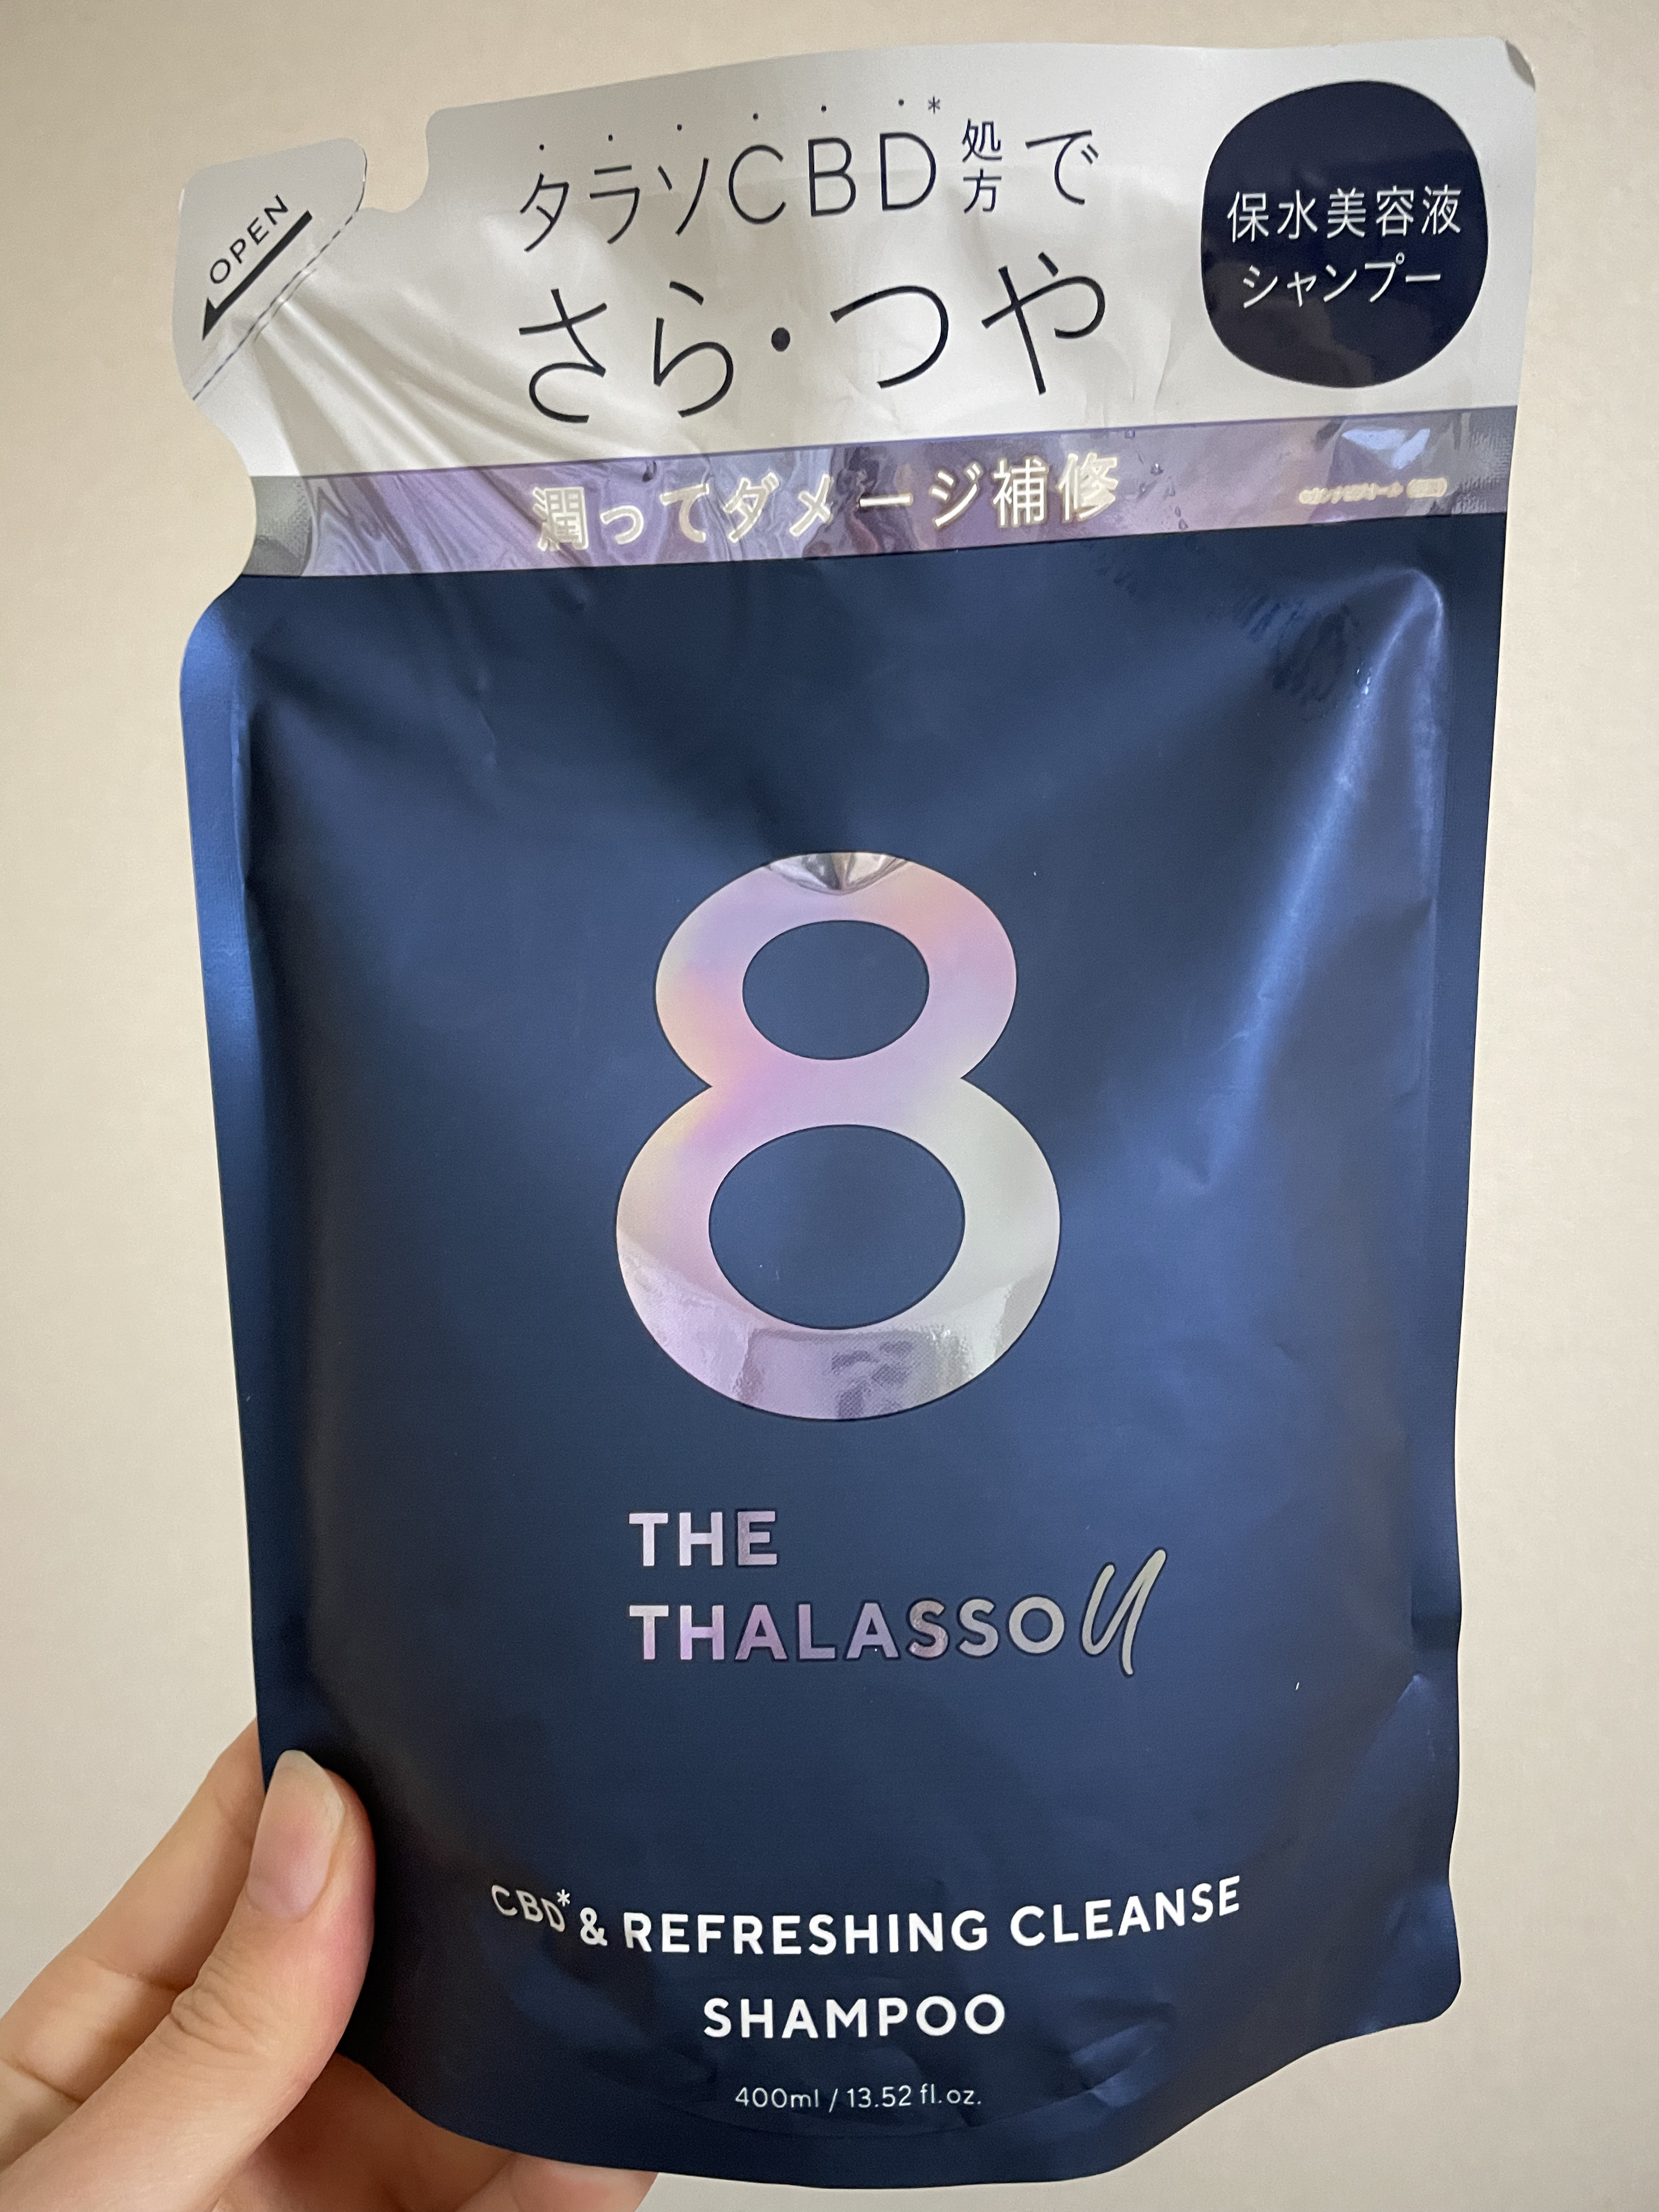 OPEN
タラソCBD*処方で
さら・つや
保水美容液
シャンプー
潤ってダメージ補修
8
THE
THALASSO u
CBD* & REFRESHING CLEANSE
SHAMPOO
400ml / 13.52 fl.oz.